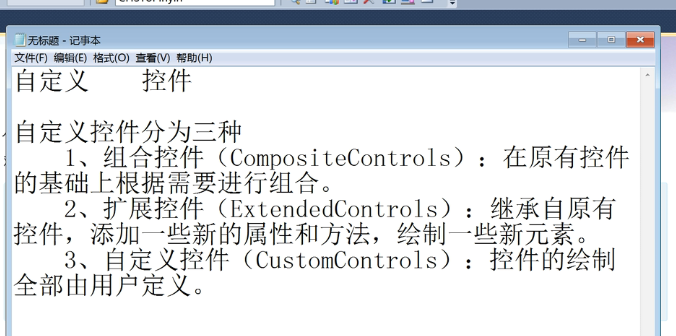 无标题 - 记事本
文件(F) 编辑(E) 格式(O) 查看(V) 帮助(H)
自定义 控件
自定义控件分为三种
1、组合控件（CompositeControls）：在原有控件
的基础上根据需要进行组合。
2、扩展控件（ExtendedControls）：继承自原有
控件，添加一些新的属性和方法，绘制一些新元素。
3、自定义控件（CustomControls）：控件的绘制
全部由用户定义。